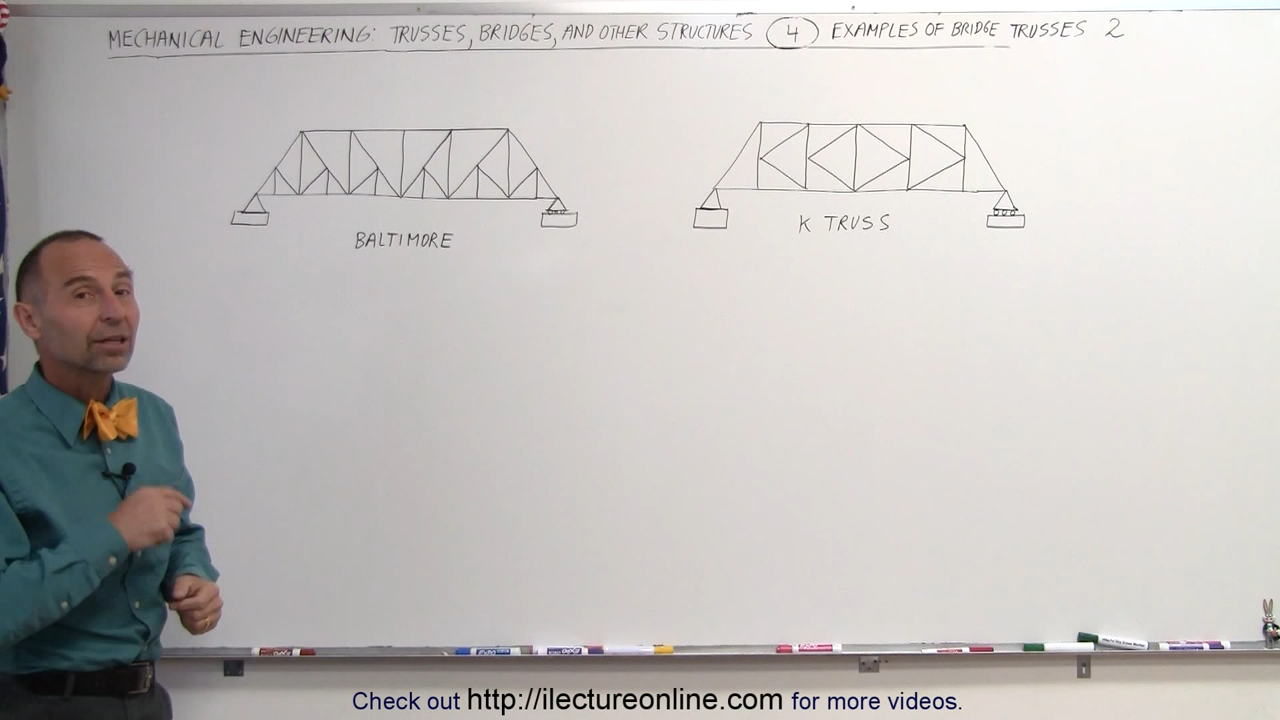 MECHANICAL ENGINEERING: TRUSSES, BRIDGES, AND OTHER STRUCTURES 4 EXAMPLES OF BRIDGE TRUSSES 2
BALTIMORE
K TRUSS
Check out http://ilectureonline.com for more videos.